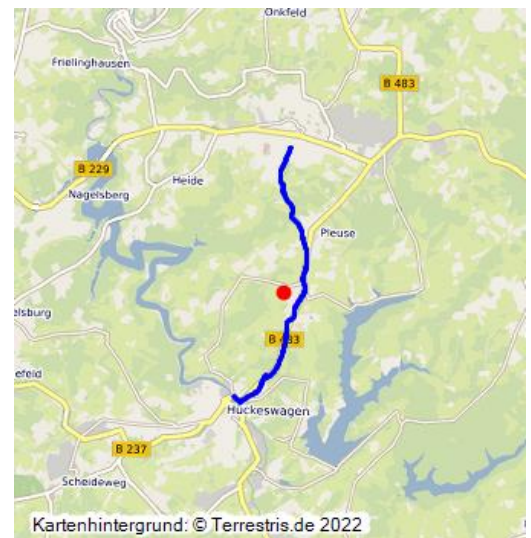 Onkfeld
Frielinghausen
B 483
B 229
Nagelsberg
Heide
Pleuse
elsburg
B 483
efeld
Hückeswagen
B 237
Scheideweg
Kartenhintergrund: © Terrestris.de 2022